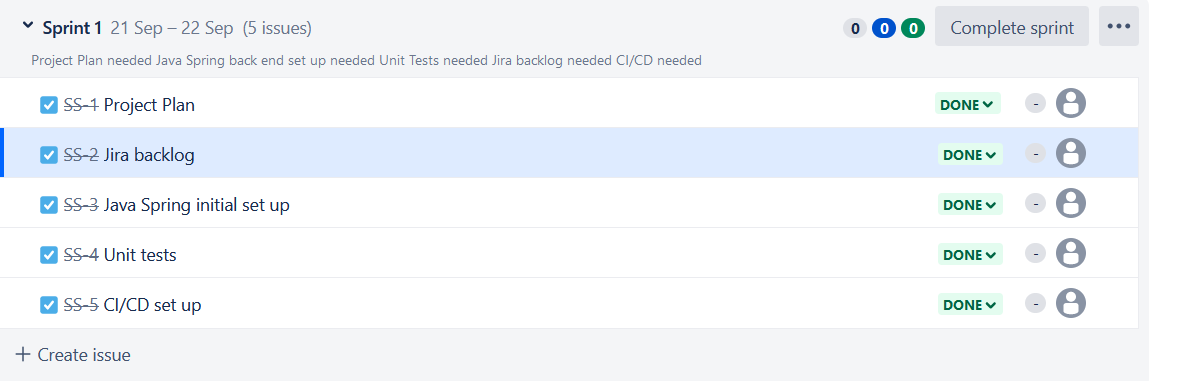 Sprint 1 21 Sep – 22 Sep (5 issues) 0 0 0 Complete sprint •••
Project Plan needed Java Spring back end set up needed Unit Tests needed Jira backlog needed CI/CD needed
SS-1 Project Plan DONE -
SS-2 Jira backlog DONE -
SS-3 Java Spring initial set up DONE -
SS-4 Unit tests DONE -
SS-5 CI/CD set up DONE -
+ Create issue